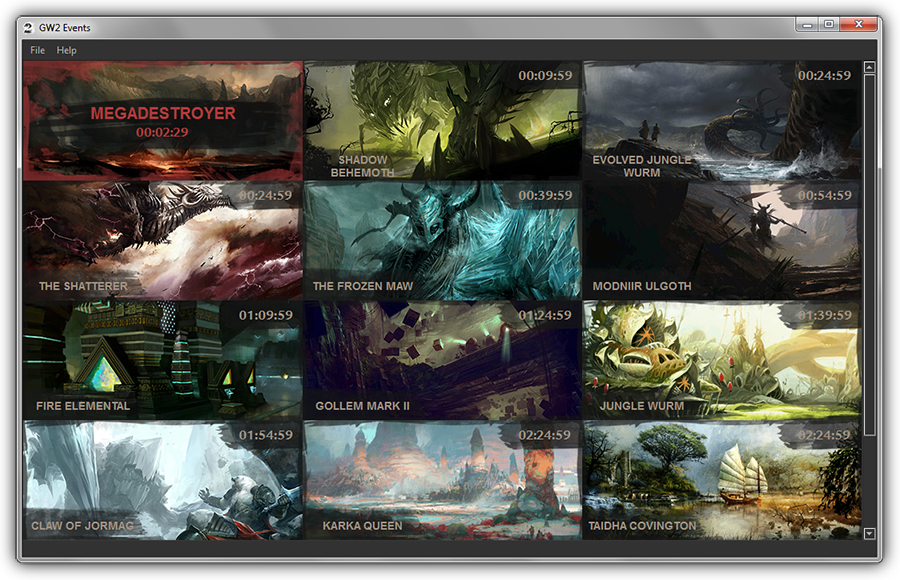 GW2 Events
File Help
MEGADESTROYER
00:02:29
00:09:59
SHADOW
BEHEMOTH
00:24:59
EVOLVED JUNGLE
WURM
00:24:59
THE SHATTERER
00:39:59
THE FROZEN MAW
00:54:59
MODNIIR ULGOTH
01:09:59
FIRE ELEMENTAL
01:24:59
GOLLEM MARK II
01:39:59
JUNGLE WURM
01:54:59
CLAW OF JORMAG
02:24:59
KARKA QUEEN
02:24:59
TAIDHA COVINGTON